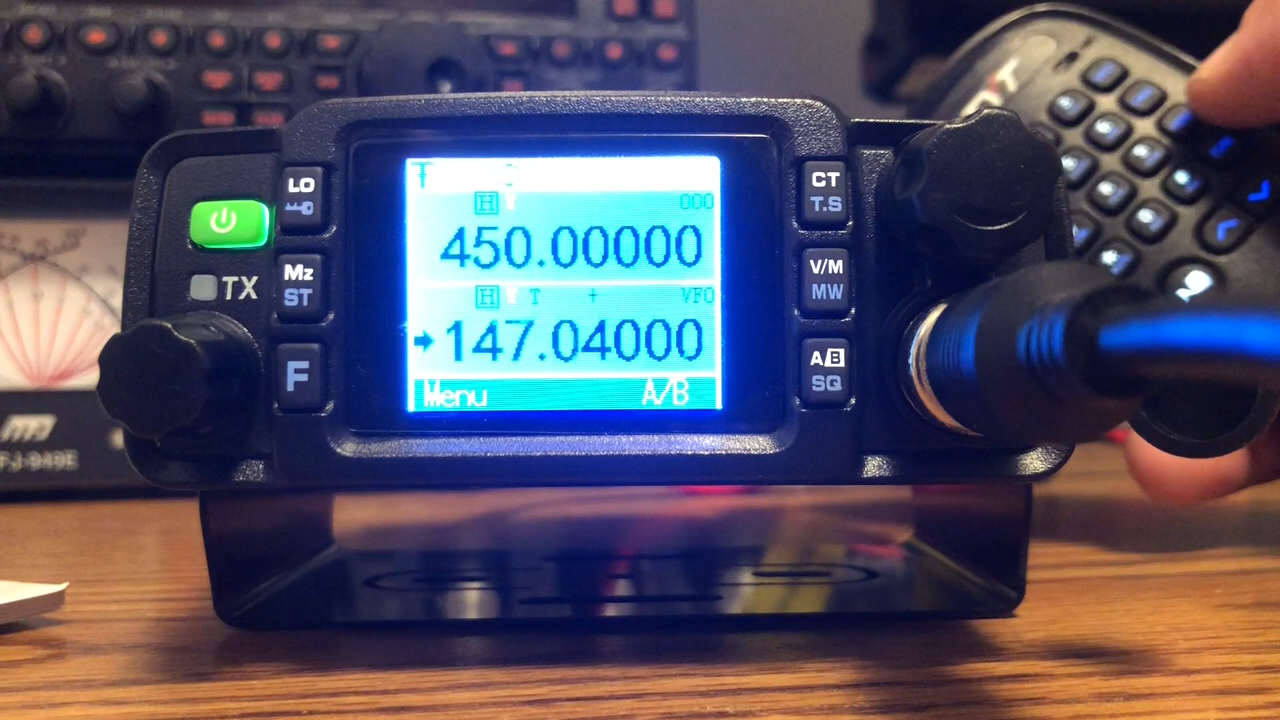 LO
TX
Mz
ST
F
T
H T 000
450.00000
H T T + VFO
→147.04000
Menu A/B
CT
T.S
V/M
MW
A/B
SQ
FJ-949E